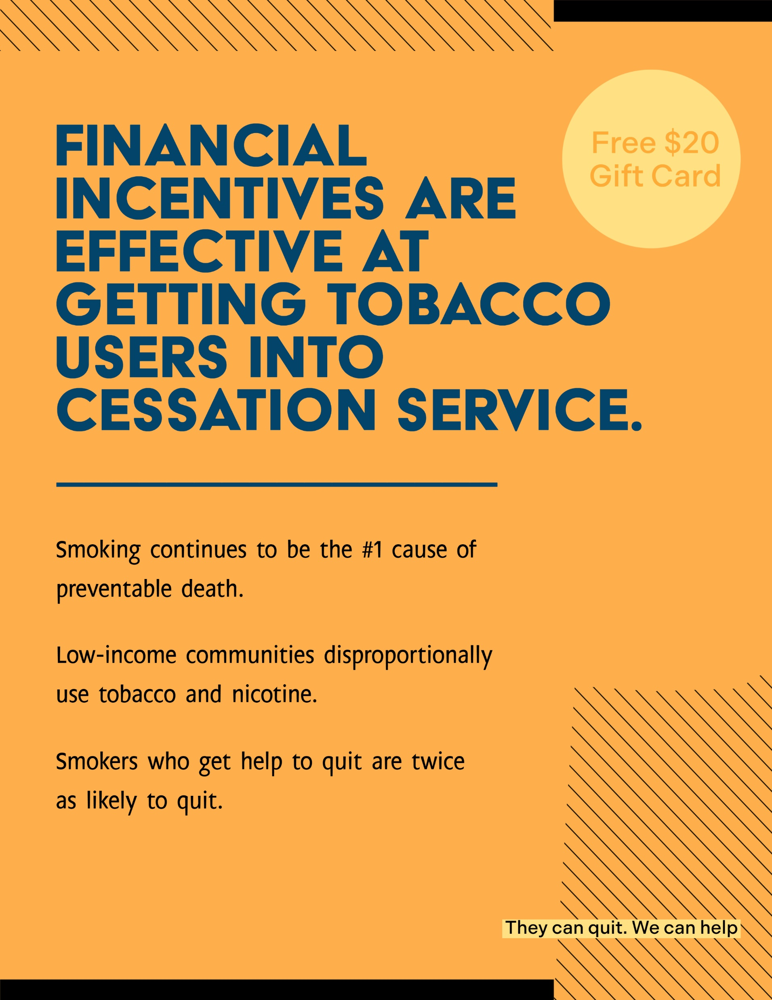 Free $20
Gift Card
FINANCIAL
INCENTIVES ARE
EFFECTIVE AT
GETTING TOBACCO
USERS INTO
CESSATION SERVICE.
Smoking continues to be the #1 cause of
preventable death.
Low-income communities disproportionally
use tobacco and nicotine.
Smokers who get help to quit are twice
as likely to quit.
They can quit. We can help